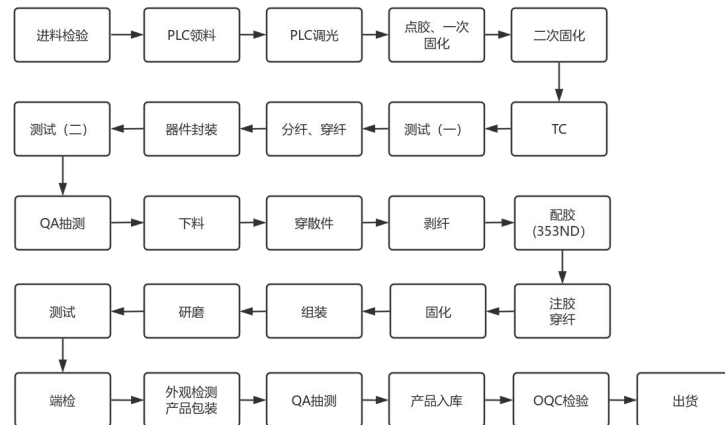 进料检验
PLC领料
PLC调光
点胶、一次
固化
二次固化
TC
测试（一）
分纤、穿纤
器件封装
测试（二）
QA抽测
下料
穿散件
剥纤
配胶
(353ND）
注胶
穿纤
固化
组装
研磨
测试
端检
外观检测
产品包装
QA抽测
产品入库
OQC检验
出货